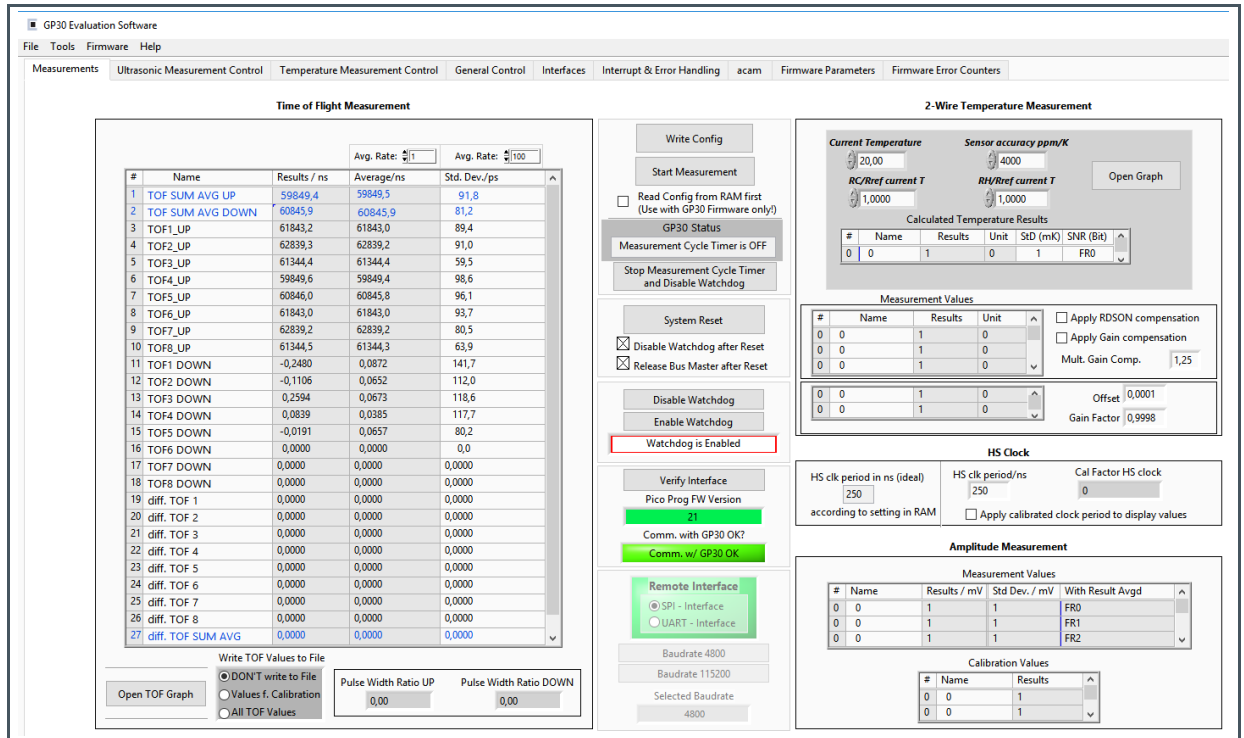 GP30 Evaluation Software
File Tools Firmware Help
Measurements Ultrasonic Measurement Control Temperature Measurement Control General Control Interfaces Interrupt & Error Handling acam Firmware Parameters Firmware Error Counters
Time of Flight Measurement
Avg. Rate: 1 Avg. Rate: 100
# Name Results / ns Average/ns Std. Dev./ps
1 TOF SUM AVG UP 59849,4 59849,5 91,8
2 TOF SUM AVG DOWN 60845,9 60845,9 81,2
3 TOF1_UP 61843,2 61843,0 89,4
4 TOF2_UP 62839,3 62839,2 91,0
5 TOF3_UP 61344,4 61344,4 59,5
6 TOF4_UP 59849,6 59849,4 98,6
7 TOF5_UP 60846,0 60845,8 96,1
8 TOF6_UP 61843,0 61843,0 93,7
9 TOF7_UP 62839,2 62839,2 80,5
10 TOF8_UP 61344,5 61344,3 63,9
11 TOF1 DOWN -0,2480 0,0872 141,7
12 TOF2 DOWN -0,1106 0,0652 112,0
13 TOF3 DOWN 0,2594 0,0673 118,6
14 TOF4 DOWN 0,0839 0,0385 117,7
15 TOF5 DOWN -0,0191 0,0657 80,2
16 TOF6 DOWN 0,0000 0,0000 0,0
17 TOF7 DOWN 0,0000 0,0000 0,0000
18 TOF8 DOWN 0,0000 0,0000 0,0000
19 diff. TOF 1 0,0000 0,0000 0,0000
20 diff. TOF 2 0,0000 0,0000 0,0000
21 diff. TOF 3 0,0000 0,0000 0,0000
22 diff. TOF 4 0,0000 0,0000 0,0000
23 diff. TOF 5 0,0000 0,0000 0,0000
24 diff. TOF 6 0,0000 0,0000 0,0000
25 diff. TOF 7 0,0000 0,0000 0,0000
26 diff. TOF 8 0,0000 0,0000 0,0000
27 diff. TOF SUM AVG 0,0000 0,0000 0,0000
Write TOF Values to File
Open TOF Graph
DON'T write to File
Values f. Calibration
All TOF Values
Pulse Width Ratio UP Pulse Width Ratio DOWN
0,00 0,00
Write Config
Start Measurement
Read Config from RAM first
(Use with GP30 Firmware only!)
GP30 Status
Measurement Cycle Timer is OFF
Stop Measurement Cycle Timer
and Disable Watchdog
System Reset
Disable Watchdog after Reset
Release Bus Master after Reset
Disable Watchdog
Enable Watchdog
Watchdog is Enabled
Verify Interface
Pico Prog FW Version
21
Comm. with GP30 OK?
Comm. w/ GP30 OK
Remote Interface
SPI - Interface
UART - Interface
Baudrate 4800
Baudrate 115200
Selected Baudrate
4800
2-Wire Temperature Measurement
Current Temperature Sensor accuracy ppm/K
20,00 4000
RC/Rref current T RH/Rref current T
1,0000 1,0000
Open Graph
Calculated Temperature Results
# Name Results Unit StD (mK) SNR (Bit)
0 0 1 0 1 FR0
Measurement Values
# Name Results Unit
0 0 1 0
0 0 1 0
0 0 1 0
Apply RDSON compensation
Apply Gain compensation
Mult. Gain Comp. 1,25
0 0 1 0
0 0 1 0
Offset 0,0001
Gain Factor 0,9998
HS Clock
HS clk period in ns (ideal)
250
according to setting in RAM
HS clk period/ns
250
Cal Factor HS clock
0
Apply calibrated clock period to display values
Amplitude Measurement
Measurement Values
# Name Results / mV Std Dev. / mV With Result Avgd
0 0 1 1 FR0
0 0 1 1 FR1
0 0 1 1 FR2
Calibration Values
# Name Results
0 0 1
0 0 1